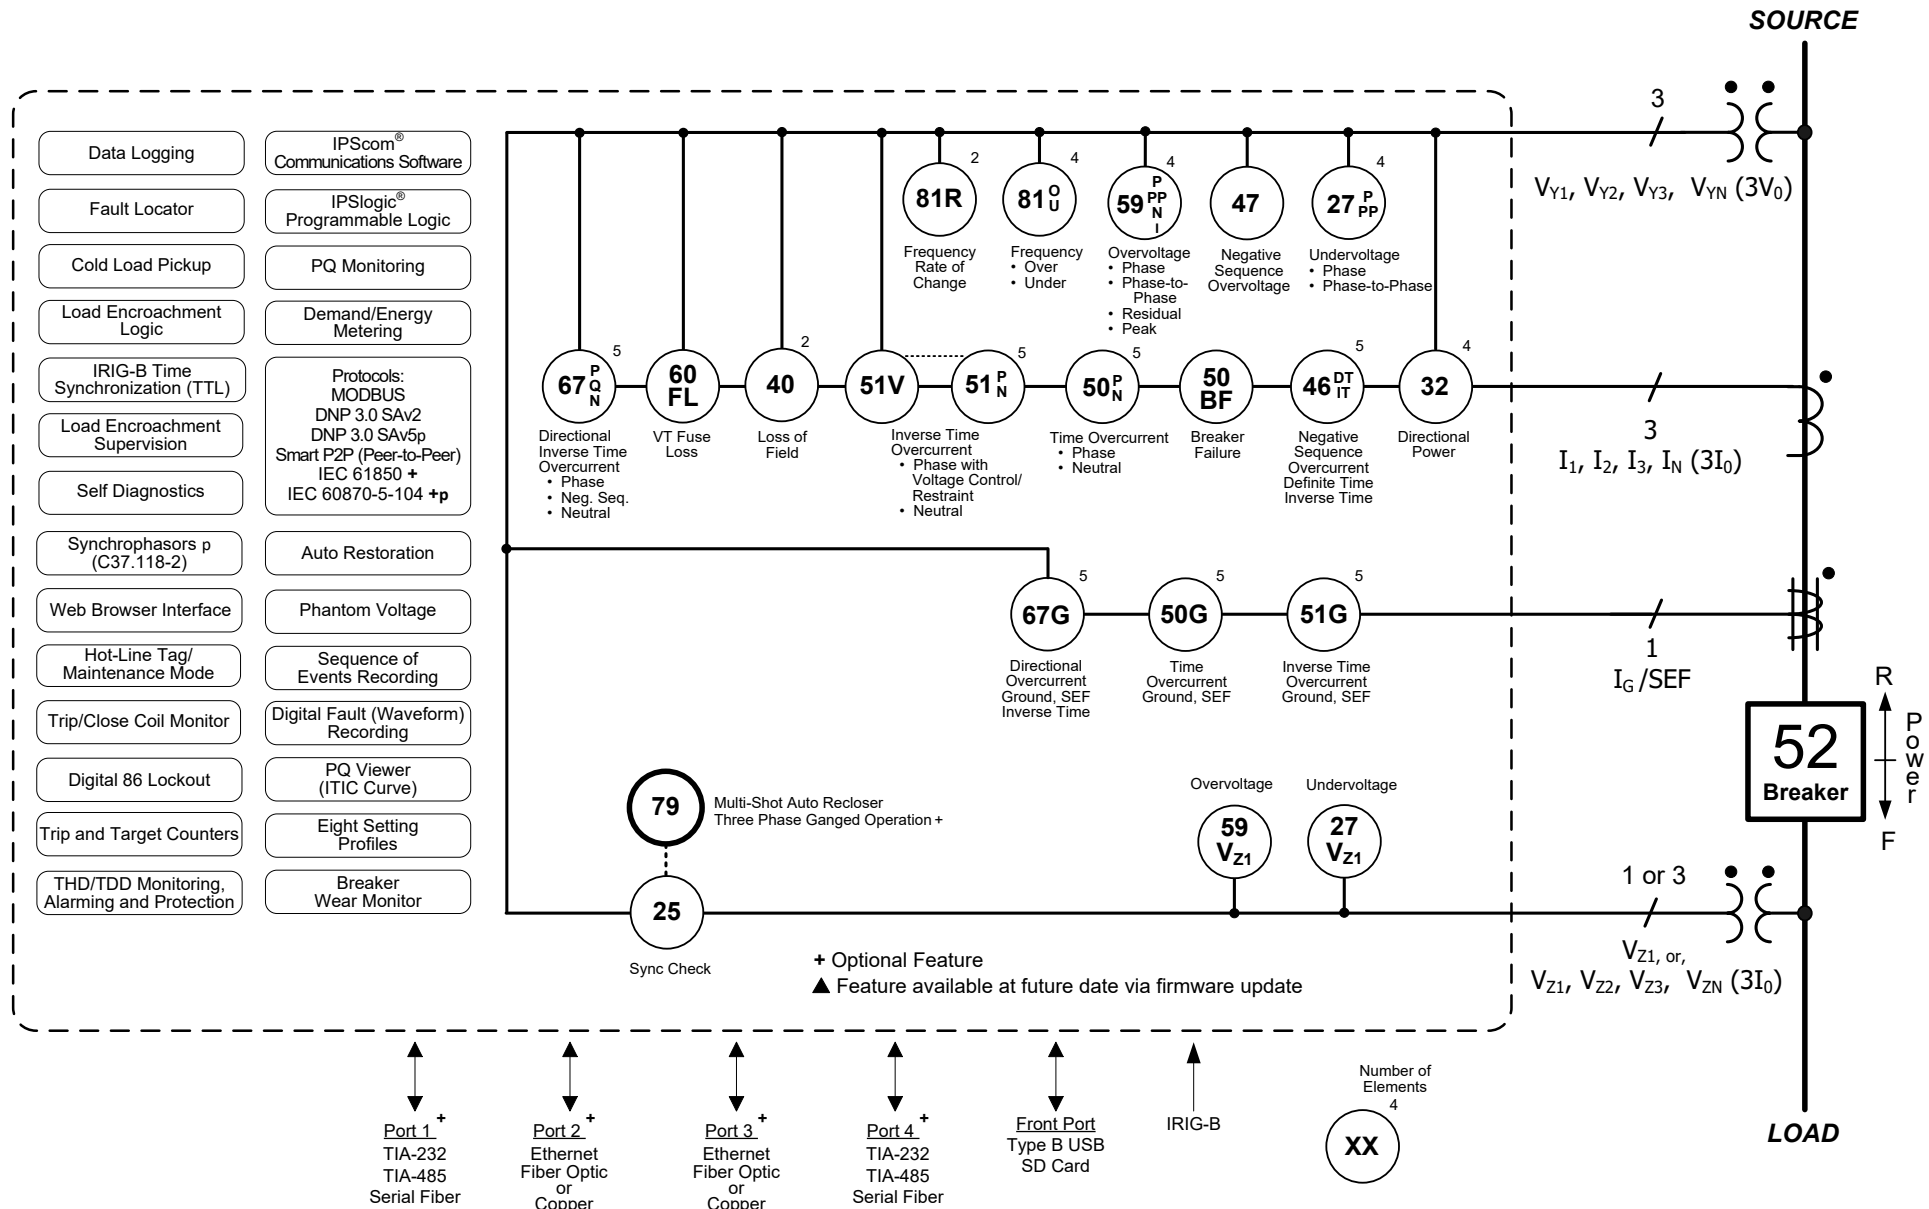 SOURCE
Data Logging
Fault Locator
Cold Load Pickup
Load Encroachment
Logic
IRIG-B Time
Synchronization (TTL)
Load Encroachment
Supervision
Self Diagnostics
Synchrophasors p
(C37.118-2)
Web Browser Interface
Hot-Line Tag/
Maintenance Mode
Trip/Close Coil Monitor
Digital 86 Lockout
Trip and Target Counters
THD/TDD Monitoring,
Alarming and Protection
IPScom®
Communications Software
IPSlogic®
Programmable Logic
PQ Monitoring
Demand/Energy
Metering
Protocols:
MODBUS
DNP 3.0 SAv2
DNP 3.0 SAv5p
Smart P2P (Peer-to-Peer)
IEC 61850 +
IEC 60870-5-104 +p
Auto Restoration
Phantom Voltage
Sequence of
Events Recording
Digital Fault (Waveform)
Recording
PQ Viewer
(ITIC Curve)
Eight Setting
Profiles
Breaker
Wear Monitor
2
81R
Frequency
Rate of
Change
4
81 O U
Frequency
• Over
• Under
4
59 P PP N I
Overvoltage
• Phase
• Phase-to-
Phase
• Residual
• Peak
47
Negative
Sequence
Overvoltage
4
27 P PP
Undervoltage
• Phase
• Phase-to-Phase
3
VY1, VY2, VY3, VYN (3V0)
5
67 P Q N
Directional
Inverse Time
Overcurrent
• Phase
• Neg. Seq.
• Neutral
60
FL
VT Fuse
Loss
2
40
Loss of
Field
51V
5
51 P N
Inverse Time
Overcurrent
• Phase with
Voltage Control/
Restraint
• Neutral
5
50 P N
Time Overcurrent
• Phase
• Neutral
50
BF
Breaker
Failure
5
46 DT IT
Negative
Sequence
Overcurrent
Definite Time
Inverse Time
4
32
Directional
Power
3
I1, I2, I3, IN (3I0)
5
67G
Directional
Overcurrent
Ground, SEF
Inverse Time
5
50G
Time
Overcurrent
Ground, SEF
5
51G
Inverse Time
Overcurrent
Ground, SEF
1
IG /SEF
R
Power
F
52
Breaker
79
Multi-Shot Auto Recloser
Three Phase Ganged Operation +
25
Sync Check
Overvoltage
59
VZ1
Undervoltage
27
VZ1
1 or 3
VZ1, or,
VZ1, VZ2, VZ3, VZN (3I0)
+ Optional Feature
▲ Feature available at future date via firmware update
LOAD
Port 1 +
TIA-232
TIA-485
Serial Fiber
Port 2 +
Ethernet
Fiber Optic
or
Copper
Port 3 +
Ethernet
Fiber Optic
or
Copper
Port 4 +
TIA-232
TIA-485
Serial Fiber
Front Port
Type B USB
SD Card
IRIG-B
Number of
Elements
4
XX